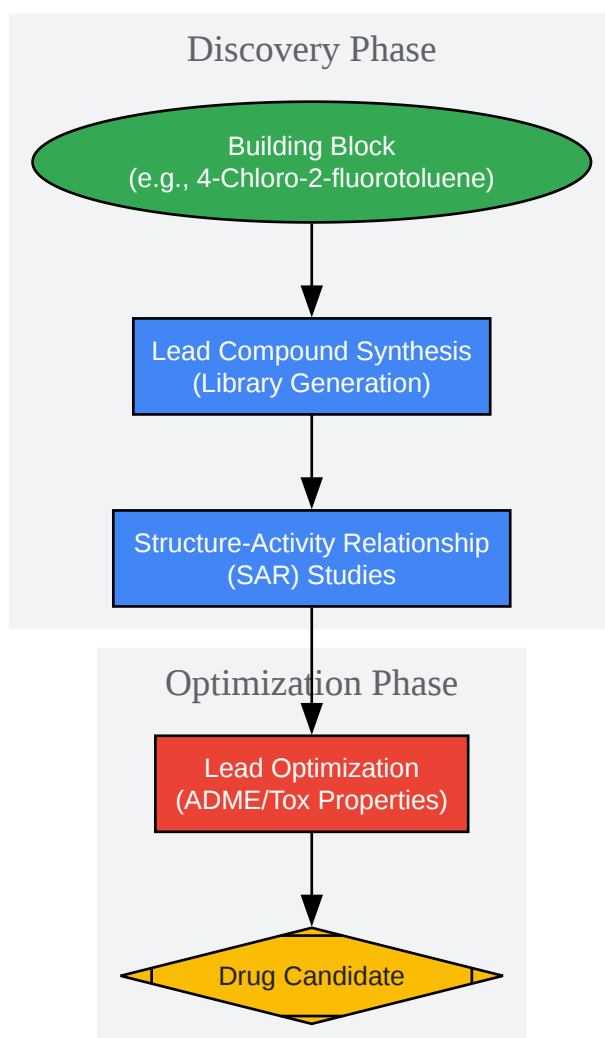 Discovery Phase
Building Block
(e.g., 4-Chloro-2-fluorotoluene)
Lead Compound Synthesis
(Library Generation)
Structure-Activity Relationship
(SAR) Studies
Optimization Phase
Lead Optimization
(ADME/Tox Properties)
Drug Candidate